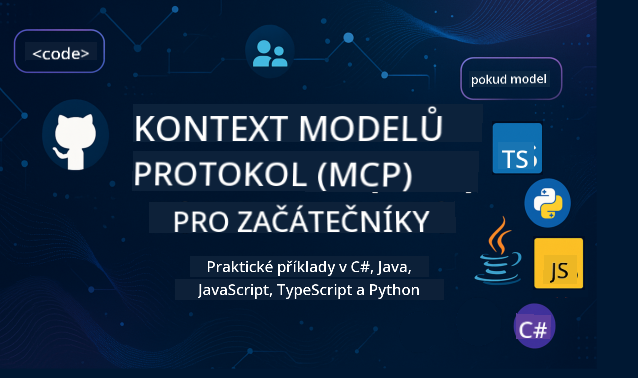 <code>
pokud model
KONTEXT MODELŮ
PROTOKOL (MCP)
PRO ZAČÁTEČNÍKY
Praktické příklady v C#, Java,
JavaScript, TypeScript a Python
TS
JS
C#